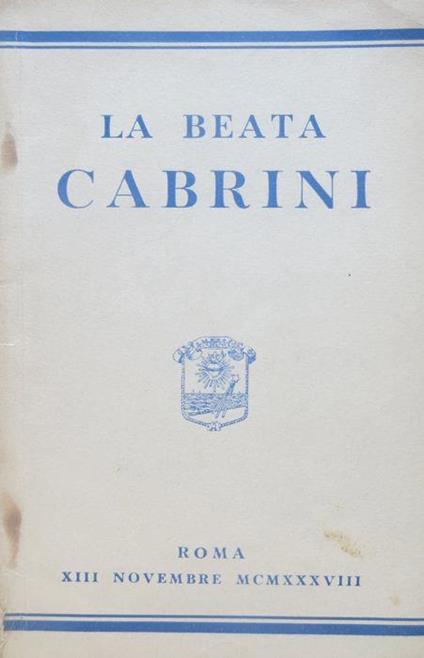 LA BEATA
CABRINI
ROMA
XIII NOVEMBRE MCMXXXVIII